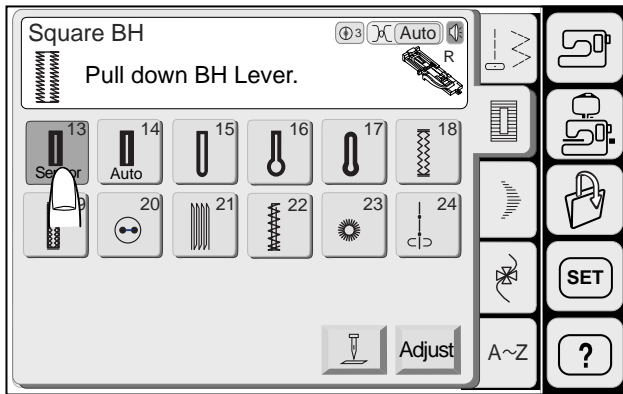 Square BH
3 Auto
R
Pull down BH Lever.
13 14 15 16 17 18
Auto
20 21 22 23 24
SET
Adjust
A~Z
?